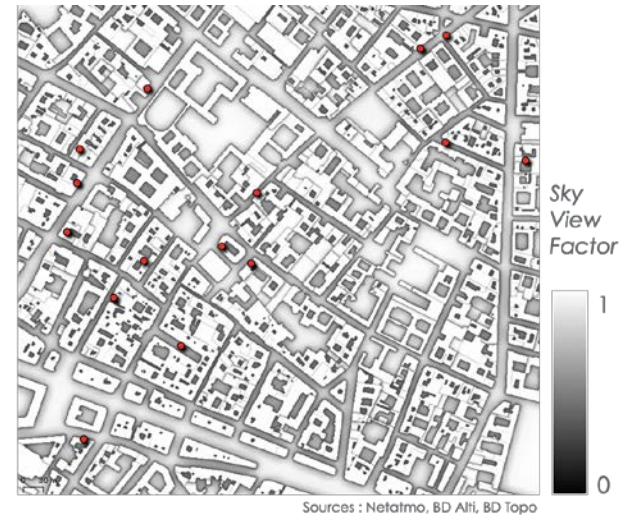 Sky
View
Factor
1
0
Sources : Netatmo, BD Alti, BD Topo